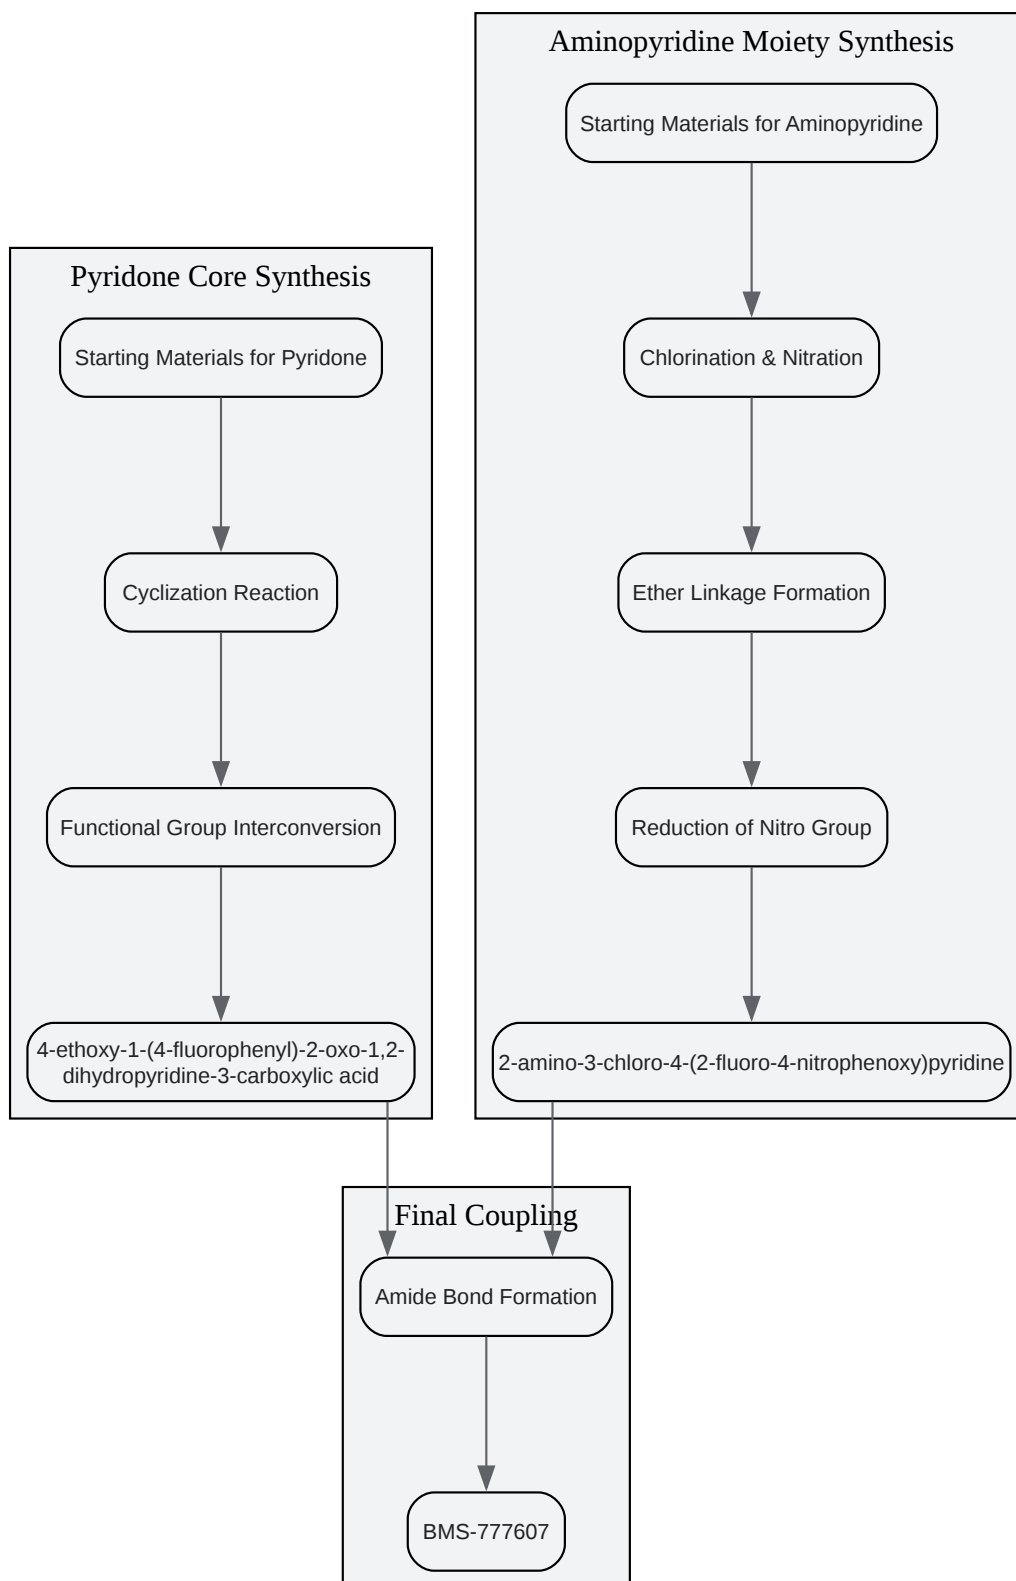 Aminopyridine Moiety Synthesis
Starting Materials for Aminopyridine
Chlorination & Nitration
Ether Linkage Formation
Reduction of Nitro Group
2-amino-3-chloro-4-(2-fluoro-4-nitrophenoxy)pyridine
Pyridone Core Synthesis
Starting Materials for Pyridone
Cyclization Reaction
Functional Group Interconversion
4-ethoxy-1-(4-fluorophenyl)-2-oxo-1,2-
dihydropyridine-3-carboxylic acid
Final Coupling
Amide Bond Formation
BMS-777607